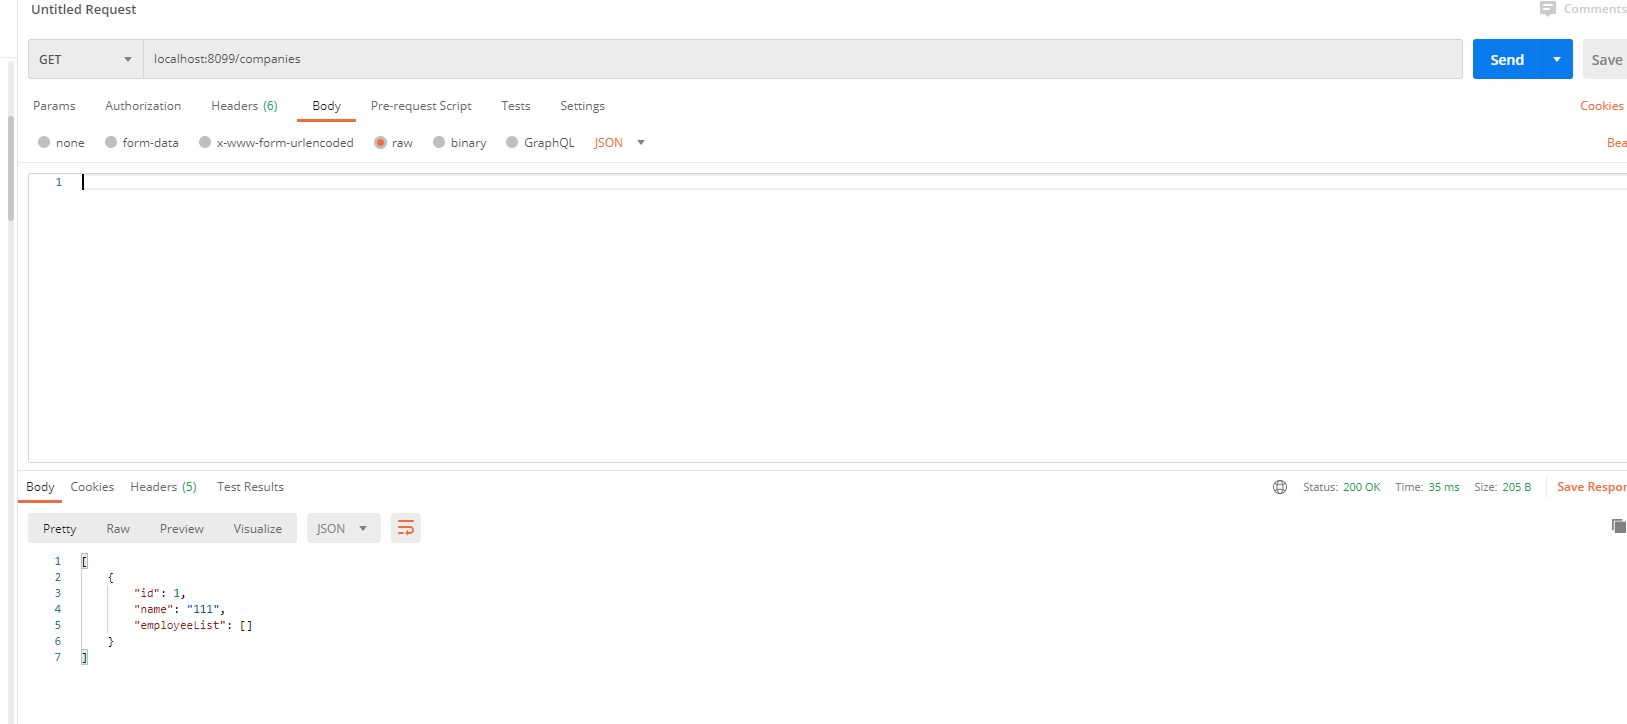 Untitled Request
Comments
GET localhost:8099/companies Send Save
Params Authorization Headers (6) Body Pre-request Script Tests Settings Cookies
none form-data x-www-form-urlencoded raw binary GraphQL JSON Bea
1
Body Cookies Headers (5) Test Results Status: 200 OK Time: 35 ms Size: 205 B Save Respor
Pretty Raw Preview Visualize JSON
1 [
2 {
3 "id": 1,
4 "name": "111",
5 "employeeList": []
6 }
7 ]